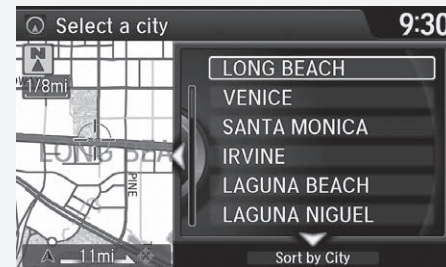 Select a city
9:30
N
1/8mi
LONG BEACH
VENICE
SANTA MONICA
IRVINE
LAGUNA BEACH
LAGUNA NIGUEL
PINE
11mi
Sort by City